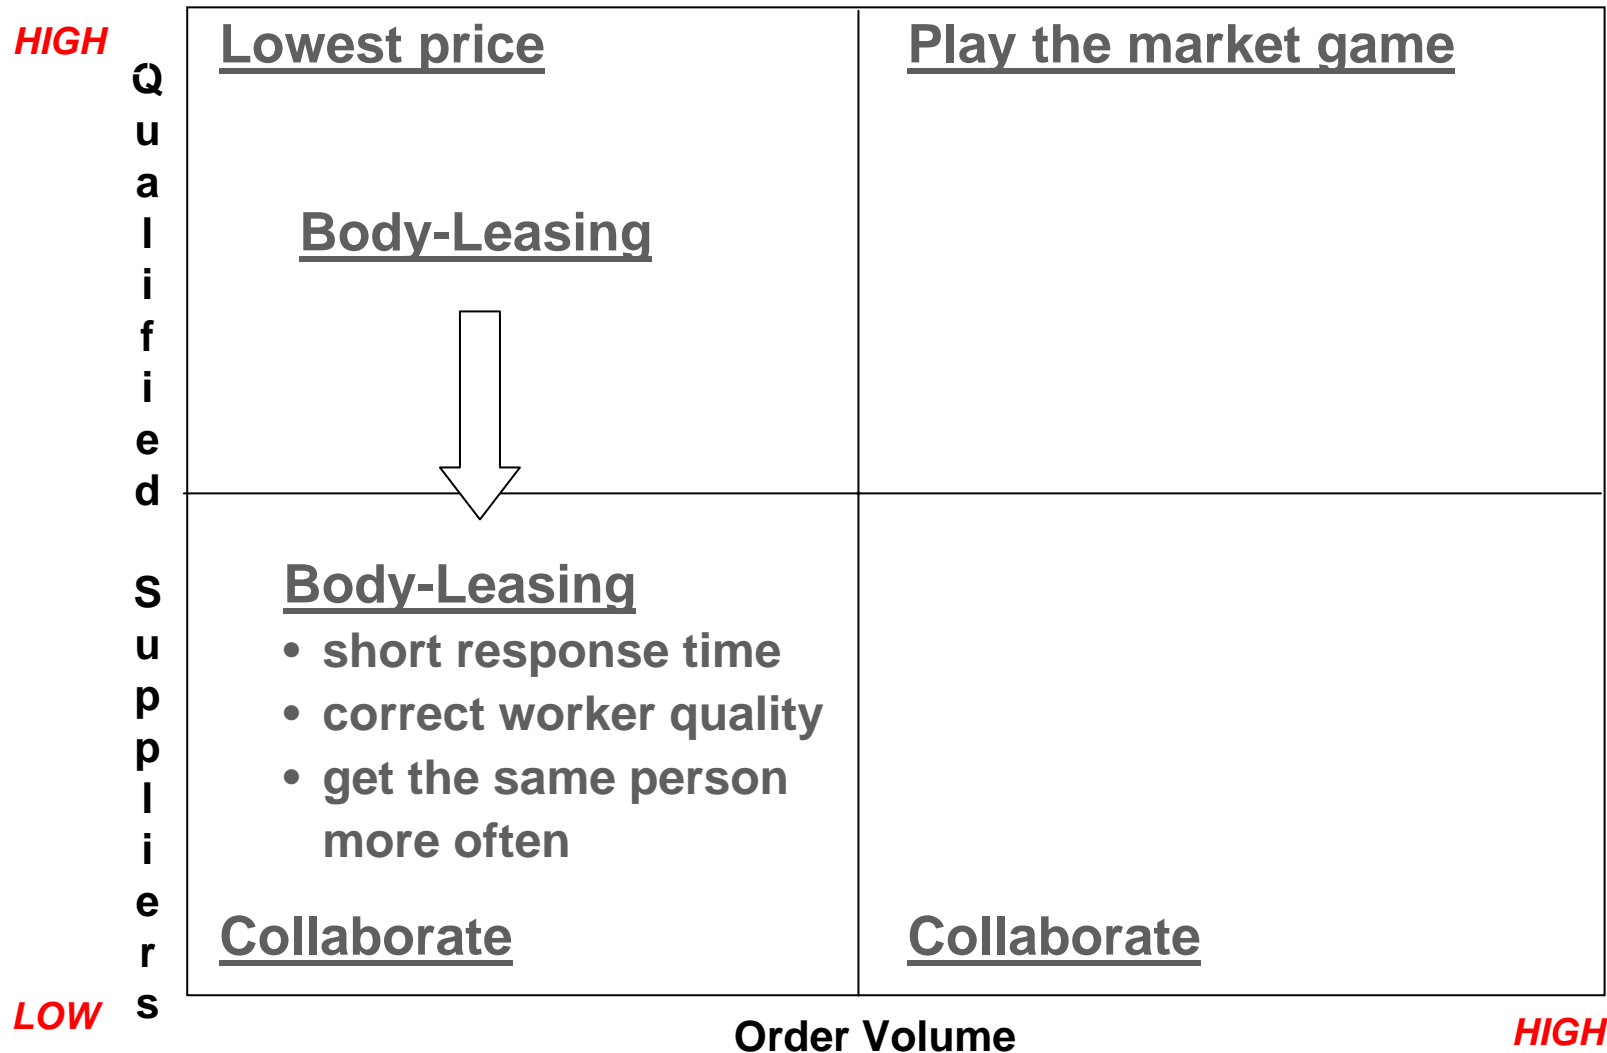 HIGH
Qualified Suppliers
Lowest price
Play the market game
Body-Leasing
Body-Leasing
• short response time
• correct worker quality
• get the same person
more often
Collaborate
Collaborate
LOW
Order Volume
HIGH